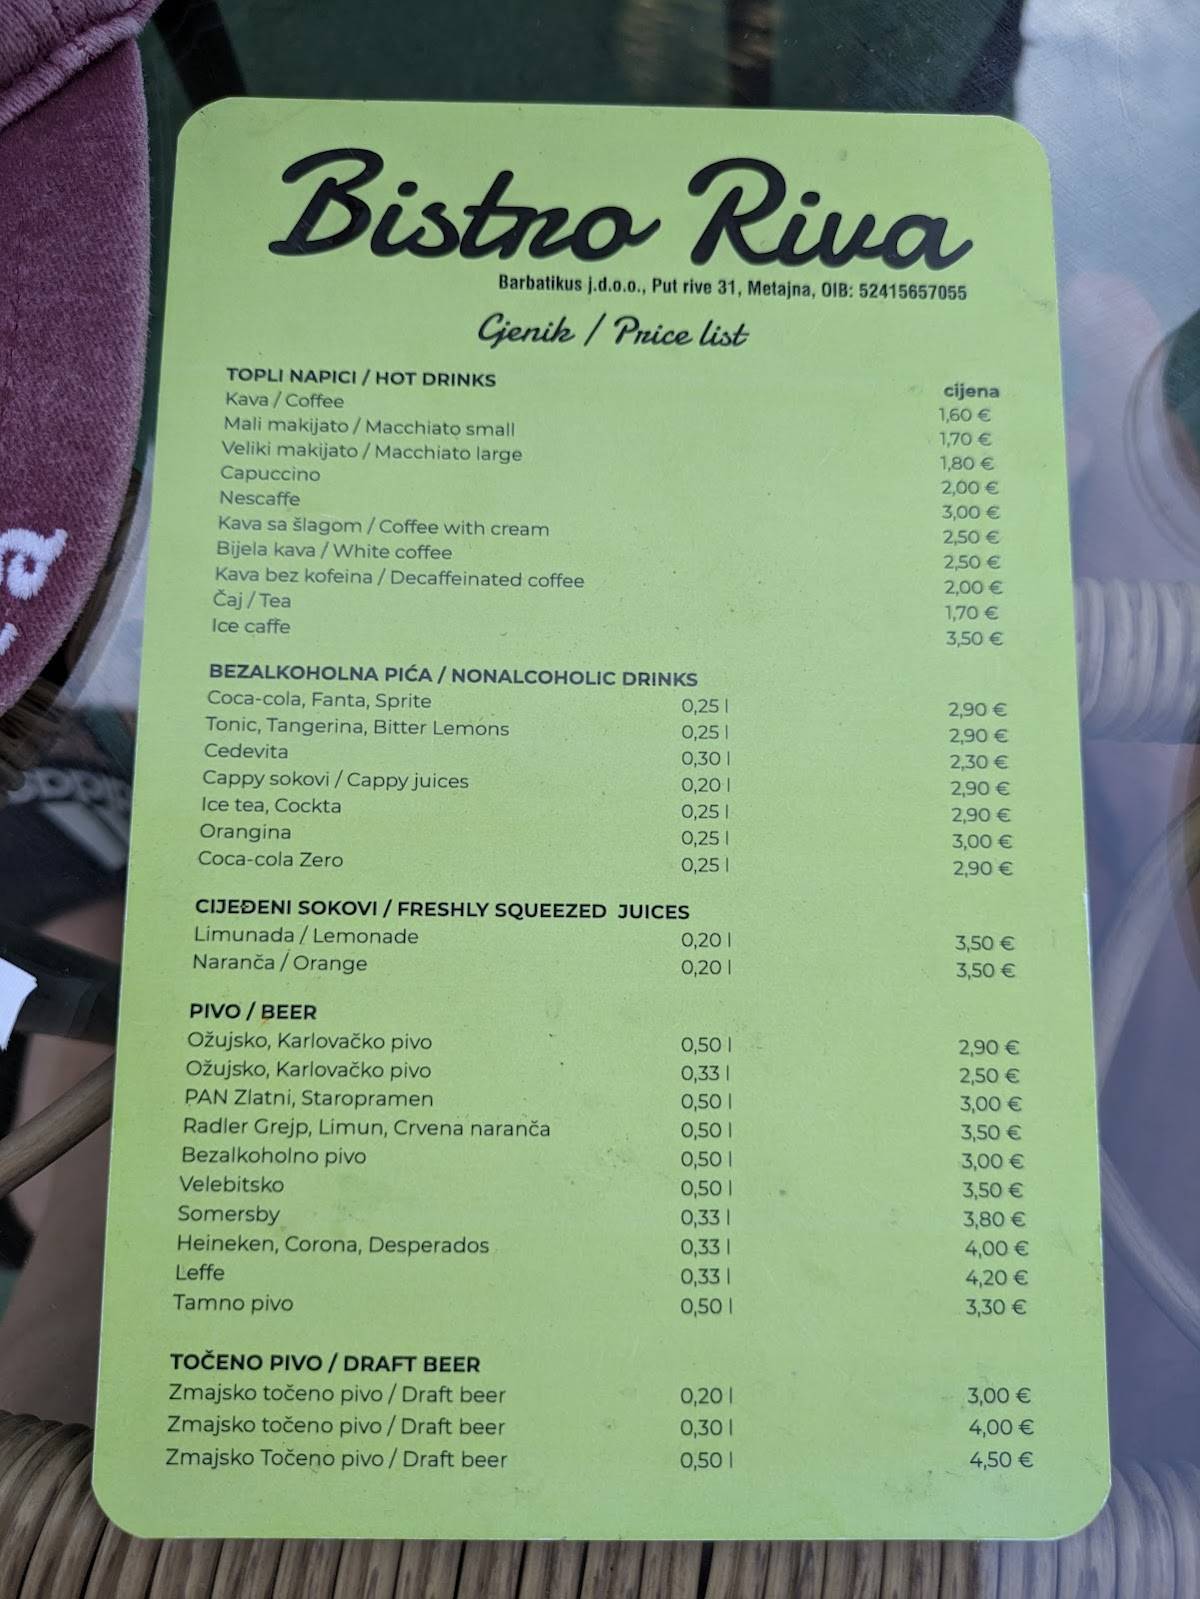 Bistro Riva
Barbatikus j.d.o.o., Put rive 31, Metajna, OIB: 52415657055
Cjenik / Price list
TOPLI NAPICI / HOT DRINKS cijena
Kava / Coffee 1,60 €
Mali makijato / Macchiato small 1,70 €
Veliki makijato / Macchiato large 1,80 €
Capuccino 2,00 €
Nescaffe 3,00 €
Kava sa šlagom / Coffee with cream 2,50 €
Bijela kava / White coffee 2,50 €
Kava bez kofeina / Decaffeinated coffee 2,00 €
Čaj / Tea 1,70 €
Ice caffe 3,50 €
BEZALKOHOLNA PIĆA / NONALCOHOLIC DRINKS
Coca-cola, Fanta, Sprite 0,25 l 2,90 €
Tonic, Tangerina, Bitter Lemons 0,25 l 2,90 €
Cedevita 0,30 l 2,30 €
Cappy sokovi / Cappy juices 0,20 l 2,90 €
Ice tea, Cockta 0,25 l 2,90 €
Orangina 0,25 l 3,00 €
Coca-cola Zero 0,25 l 2,90 €
CIJEĐENI SOKOVI / FRESHLY SQUEEZED JUICES
Limunada / Lemonade 0,20 l 3,50 €
Naranča / Orange 0,20 l 3,50 €
PIVO / BEER
Ožujsko, Karlovačko pivo 0,50 l 2,90 €
Ožujsko, Karlovačko pivo 0,33 l 2,50 €
PAN Zlatni, Staropramen 0,50 l 3,00 €
Radler Grejp, Limun, Crvena naranča 0,50 l 3,50 €
Bezalkoholno pivo 0,50 l 3,00 €
Velebitsko 0,50 l 3,50 €
Somersby 0,33 l 3,80 €
Heineken, Corona, Desperados 0,33 l 4,00 €
Leffe 0,33 l 4,20 €
Tamno pivo 0,50 l 3,30 €
TOČENO PIVO / DRAFT BEER
Zmajsko točeno pivo / Draft beer 0,20 l 3,00 €
Zmajsko točeno pivo / Draft beer 0,30 l 4,00 €
Zmajsko Točeno pivo / Draft beer 0,50 l 4,50 €